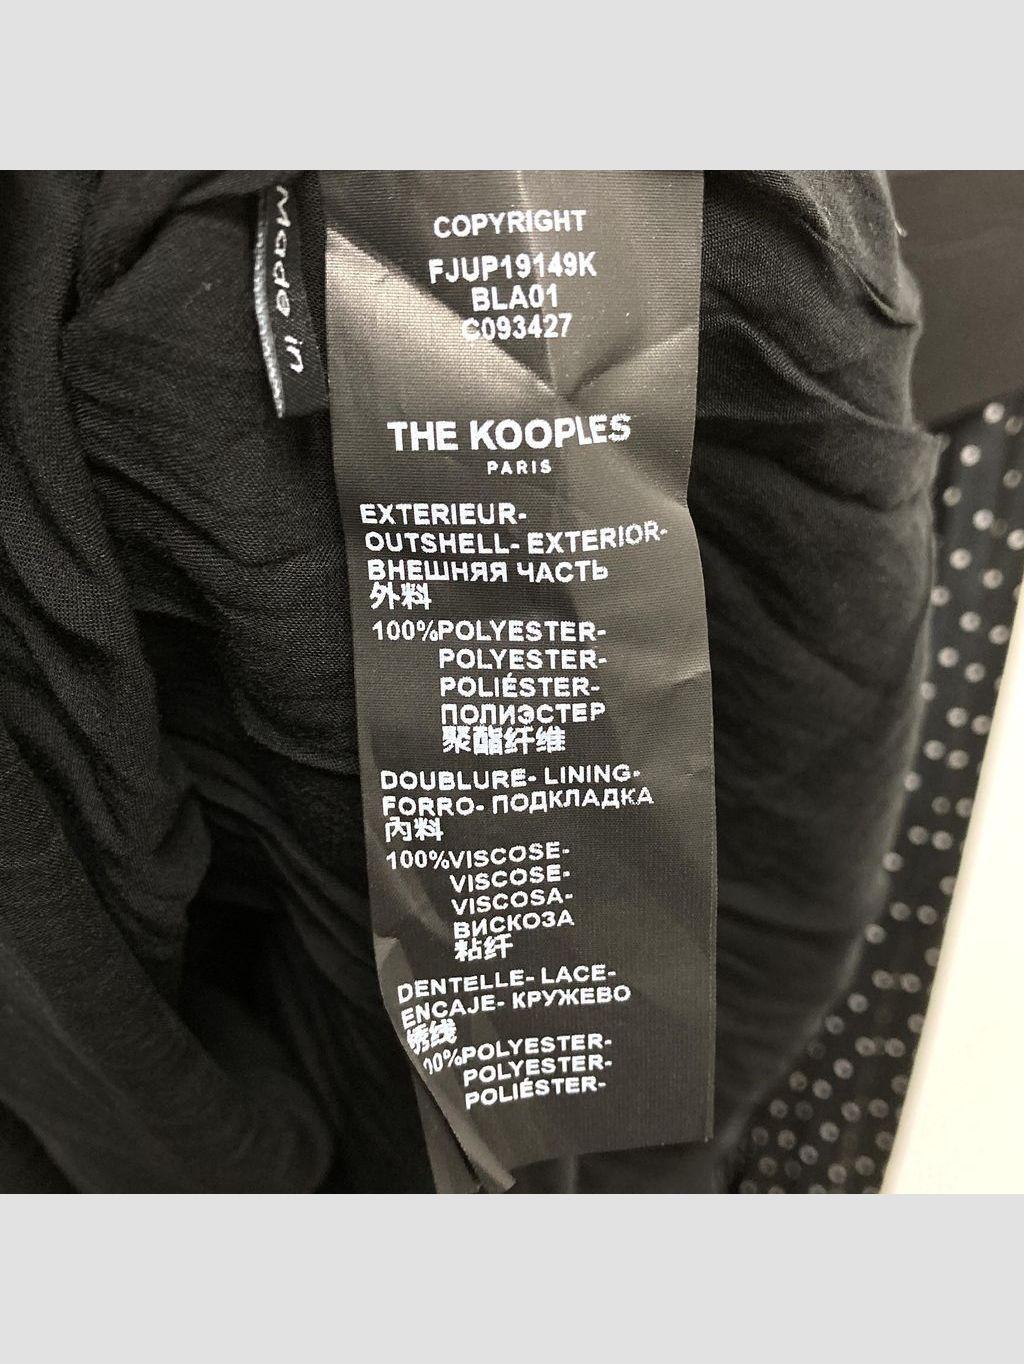 Made in
COPYRIGHT
FJUP19149K
BLA01
C093427
THE KOOPLES
PARIS
EXTERIEUR-
OUTSHELL- EXTERIOR-
ВНЕШНЯЯ ЧАСТЬ
外料
100%POLYESTER-
POLYESTER-
POLIÉSTER-
ПОЛИЭСТЕР
聚酯纤维
DOUBLURE- LINING-
FORRO- ПОДКЛАДКА
內料
100%VISCOSE-
VISCOSE-
VISCOSA-
ВИСКОЗА
粘纤
DENTELLE- LACE-
ENCAJE- КРУЖЕВО
绣线
00%POLYESTER-
POLYESTER-
POLIÉSTER-